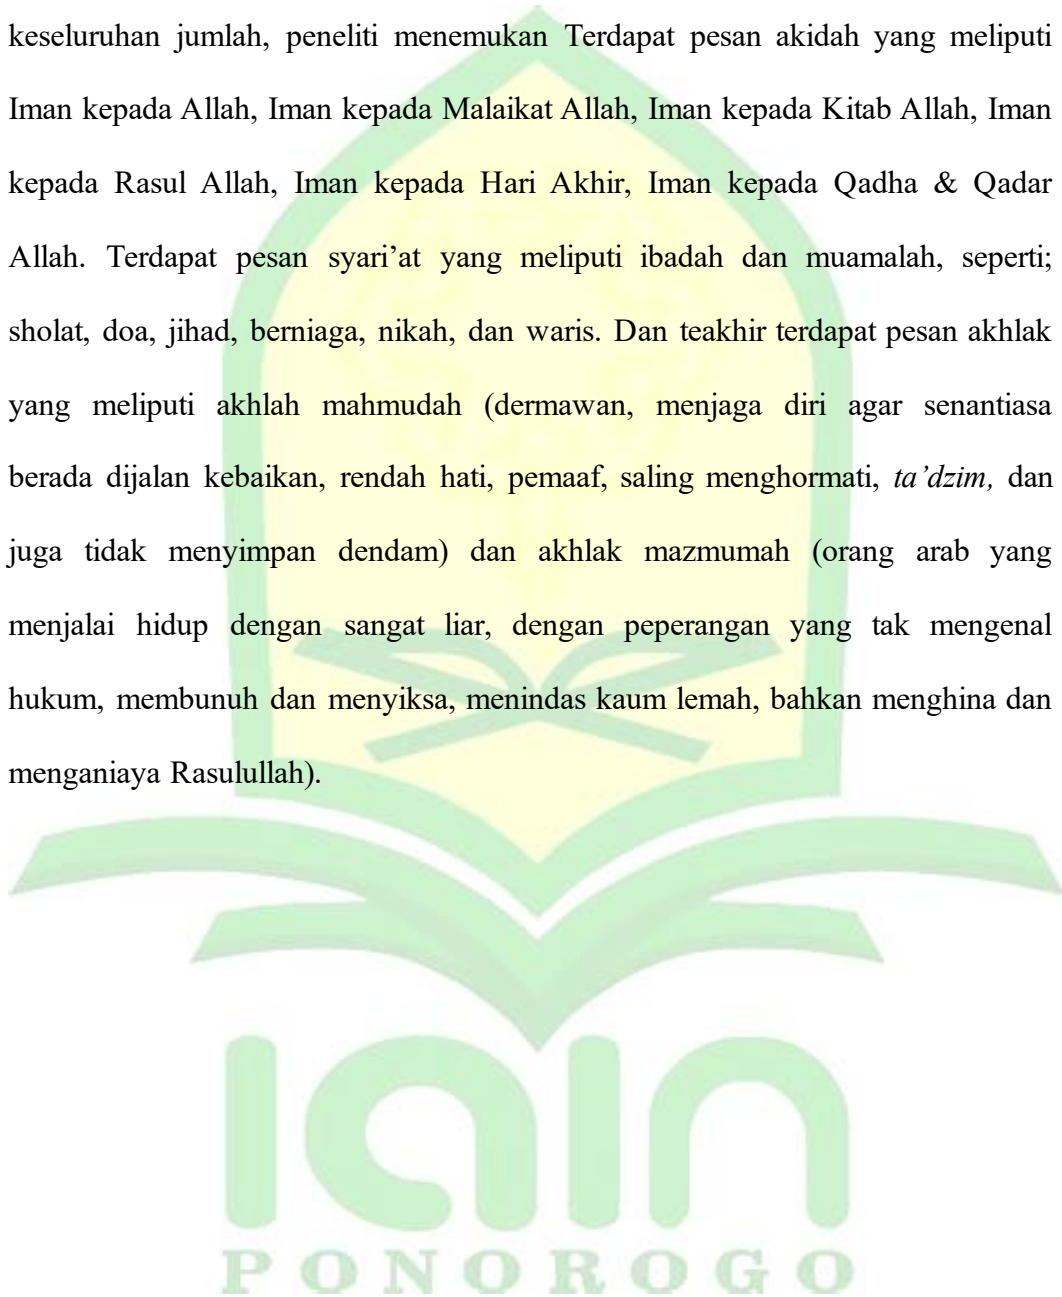 keseluruhan jumlah, peneliti menemukan Terdapat pesan akidah yang meliputi
Iman kepada Allah, Iman kepada Malaikat Allah, Iman kepada Kitab Allah, Iman
kepada Rasul Allah, Iman kepada Hari Akhir, Iman kepada Qadha & Qadar
Allah. Terdapat pesan syari’at yang meliputi ibadah dan muamalah, seperti;
sholat, doa, jihad, berniaga, nikah, dan waris. Dan teakhir terdapat pesan akhlak
yang meliputi akhlah mahmudah (dermawan, menjaga diri agar senantiasa
berada dijalan kebaikan, rendah hati, pemaaf, saling menghormati, ta’dzim, dan
juga tidak menyimpan dendam) dan akhlak mazmumah (orang arab yang
menjalai hidup dengan sangat liar, dengan peperangan yang tak mengenal
hukum, membunuh dan menyiksa, menindas kaum lemah, bahkan menghina dan
menganiaya Rasulullah).
iain
PONOROGO